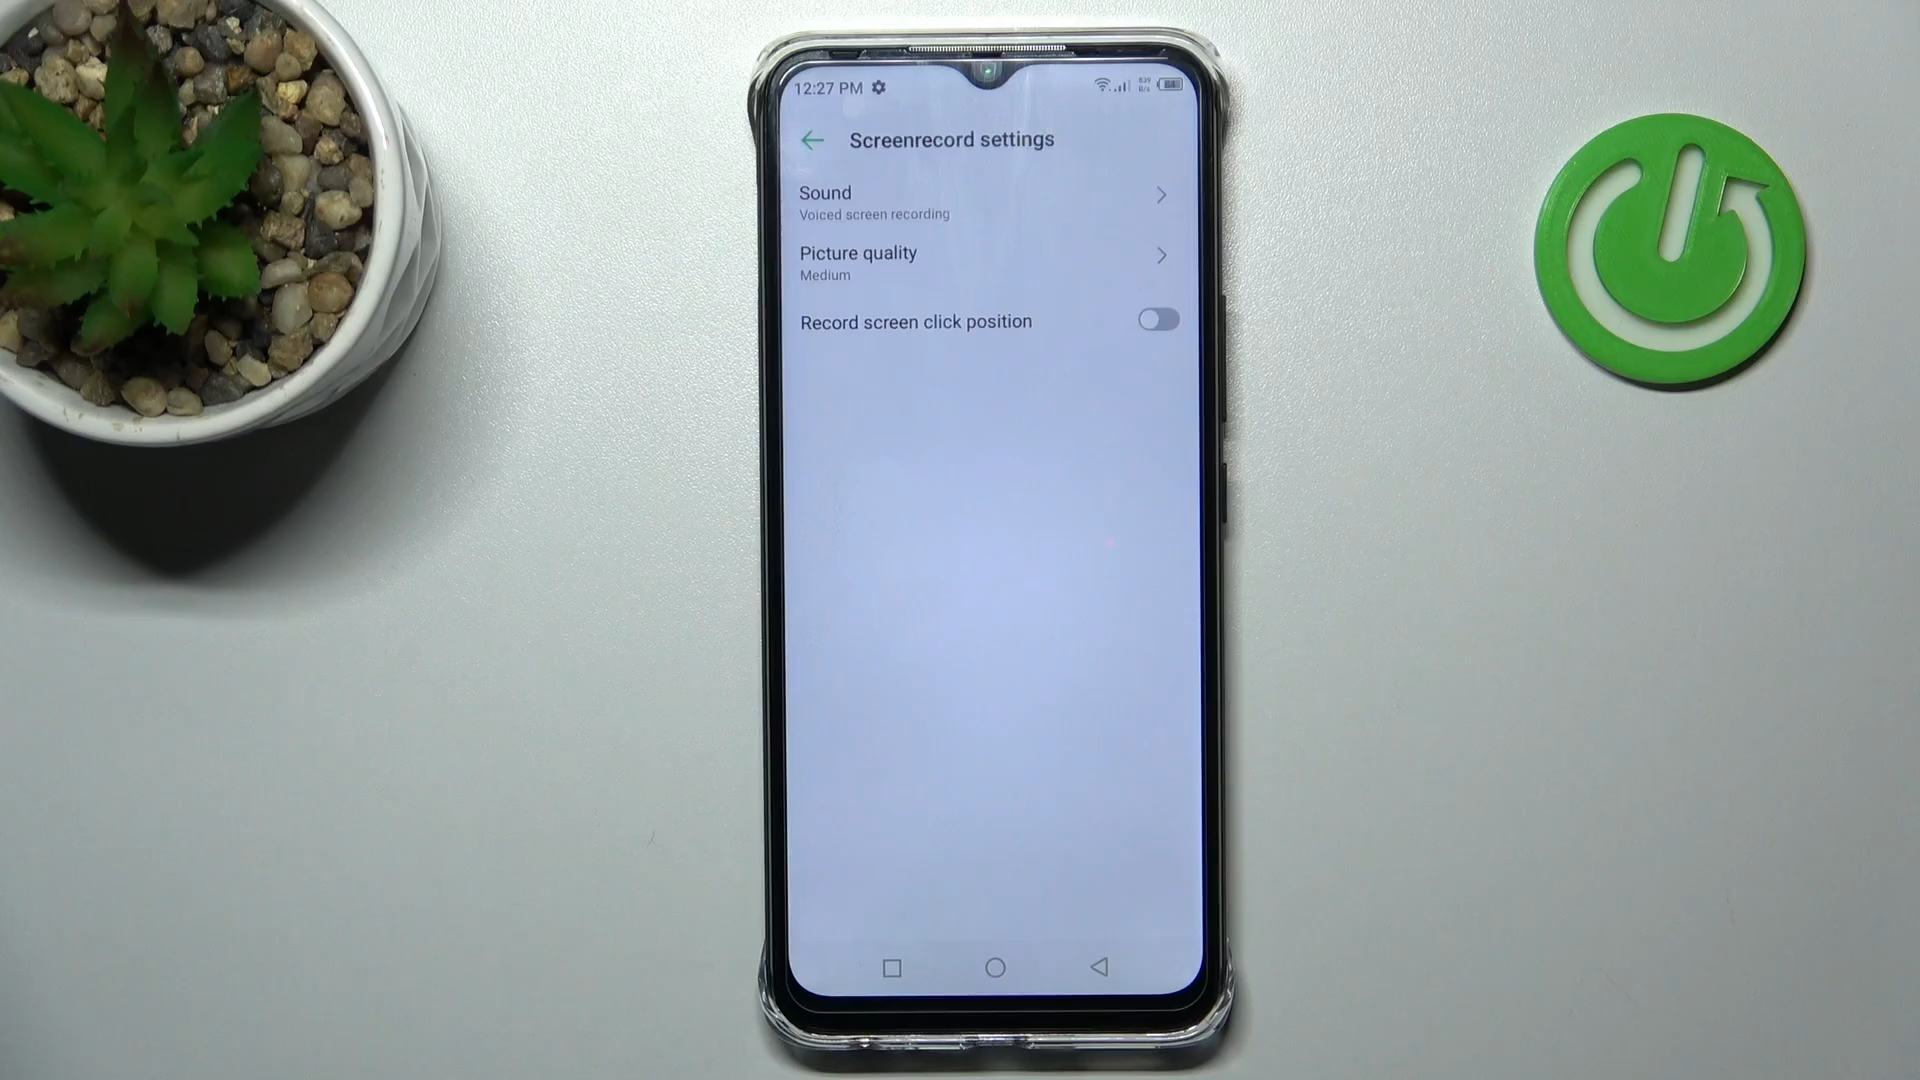 12:27 PM
Screenrecord settings
Sound
Voiced screen recording
Picture quality
Medium
Record screen click position